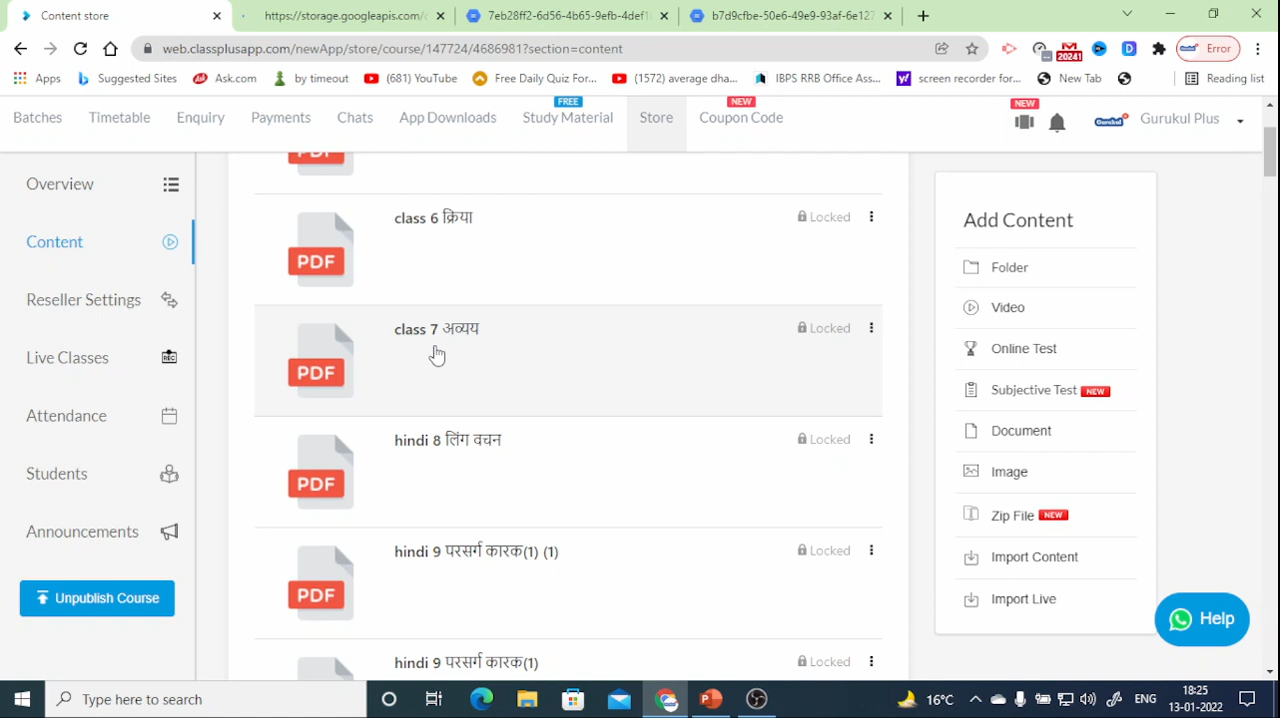 Content store
https://storage.googleapis.com/c
7eb28ff2-6d56-4b65-9efb-4def1
b7d9cfbe-50e6-49e9-93af-6e127
web.classplusapp.com/newApp/store/course/147724/4686981?section=content
Error
Apps
Suggested Sites
Ask.com
by timeout
(681) YouTube
Free Daily Quiz For...
(1572) average dha...
IBPS RRB Office Ass...
screen recorder for...
New Tab
Reading list
20241
FREE
NEW
NEW
Batches
Timetable
Enquiry
Payments
Chats
App Downloads
Study Material
Store
Coupon Code
Gurukul
Gurukul Plus
Overview
Content
Reseller Settings
Live Classes
REC
Attendance
Students
Announcements
Unpublish Course
PDF
class 6 क्रिया
Locked
PDF
class 7 अव्यय
Locked
PDF
hindi 8 लिंग वचन
Locked
PDF
hindi 9 परसर्ग कारक(1) (1)
Locked
PDF
hindi 9 परसर्ग कारक(1)
Locked
Add Content
Folder
Video
Online Test
Subjective Test NEW
Document
Image
Zip File NEW
Import Content
Import Live
Help
Type here to search
16°C
ENG
18:25
13-01-2022